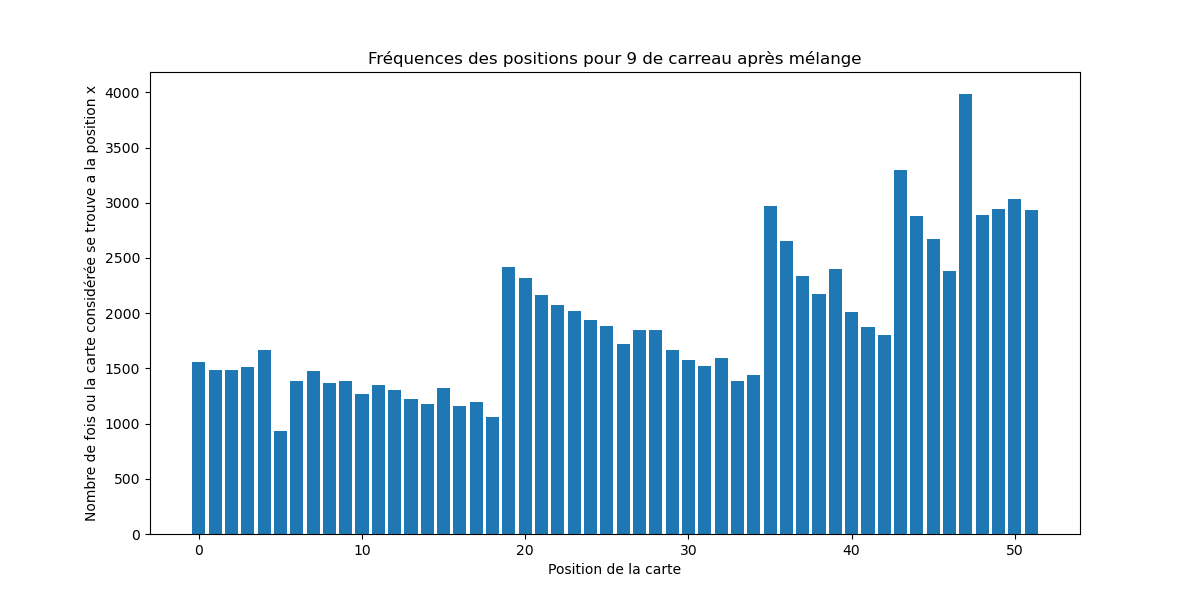 Fréquences des positions pour 9 de carreau après mélange
Nombre de fois ou la carte considérée se trouve a la position x
4000
3500
3000
2500
2000
1500
1000
500
0
0 10 20 30 40 50
Position de la carte